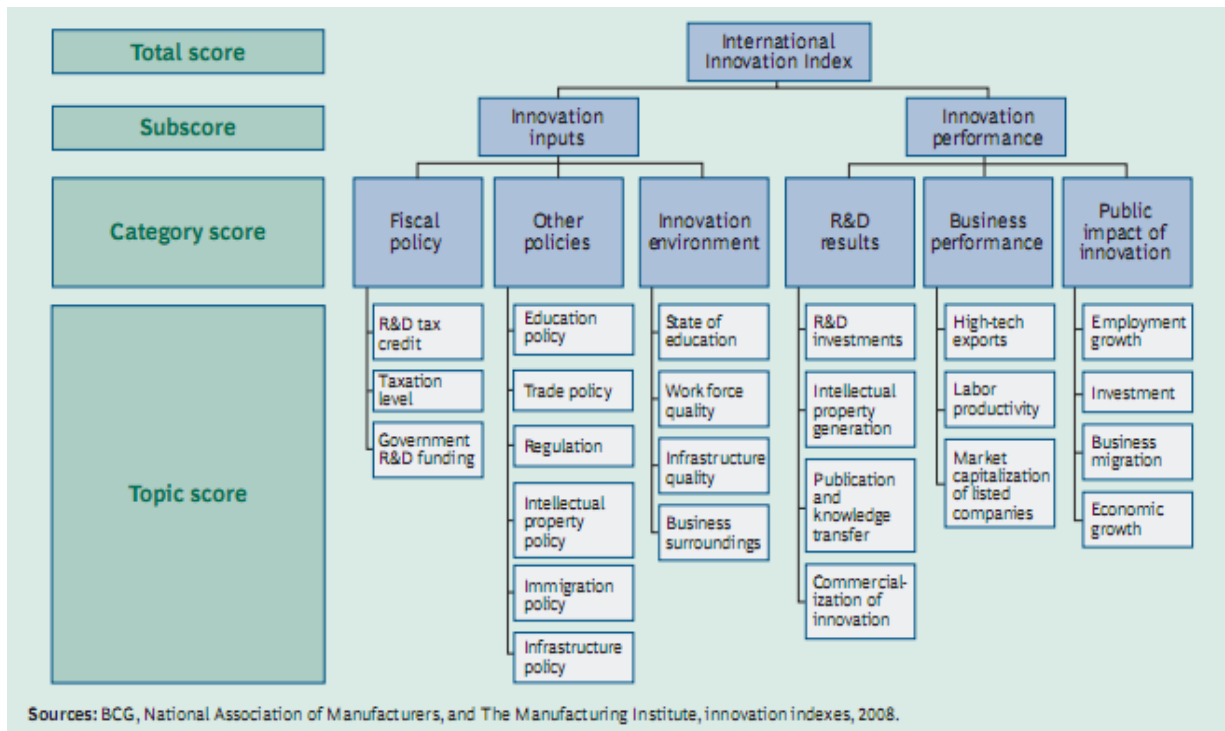 Total score
International
Innovation Index
Subscore
Innovation
inputs
Innovation
performance
Category score
Fiscal
policy
Other
policies
Innovation
environment
R&D
results
Business
performance
Public
impact of
innovation
Topic score
R&D tax
credit
Taxation
level
Government
R&D funding
Education
policy
Trade policy
Regulation
Intellectual
property
policy
Immigration
policy
Infrastructure
policy
State of
education
Work force
quality
Infrastructure
quality
Business
surroundings
R&D
investments
Intellectual
property
generation
Publication
and
knowledge
transfer
Commercial-
ization of
innovation
High-tech
exports
Labor
productivity
Market
capitalization
of listed
companies
Employment
growth
Investment
Business
migration
Economic
growth
Sources: BCG, National Association of Manufacturers, and The Manufacturing Institute, innovation indexes, 2008.